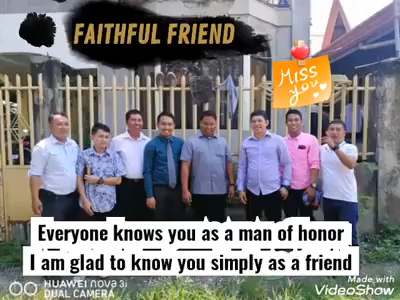 FAITHFUL FRIEND
MISS
you
Everyone knows you as a man of honor
I am glad to know you simply as a friend
HUAWEI nova 3i
DUAL CAMERA
Made with
VideoShow